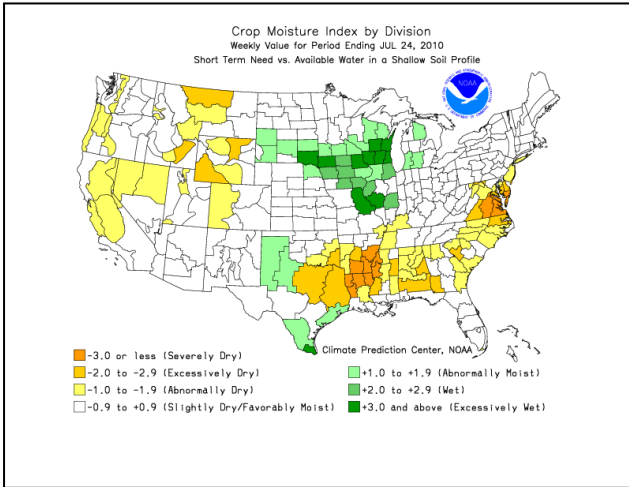 Crop Moisture Index by Division
Weekly Value for Period Ending JUL 24, 2010
Short Term Need vs. Available Water in a Shallow Soil Profile
Climate Prediction Center, NOAA
-3.0 or less (Severely Dry)
-2.0 to -2.9 (Excessively Dry)
-1.0 to -1.9 (Abnormally Dry)
-0.9 to +0.9 (Slightly Dry/Favorably Moist)
+1.0 to +1.9 (Abnormally Moist)
+2.0 to +2.9 (Wet)
+3.0 and above (Excessively Wet)